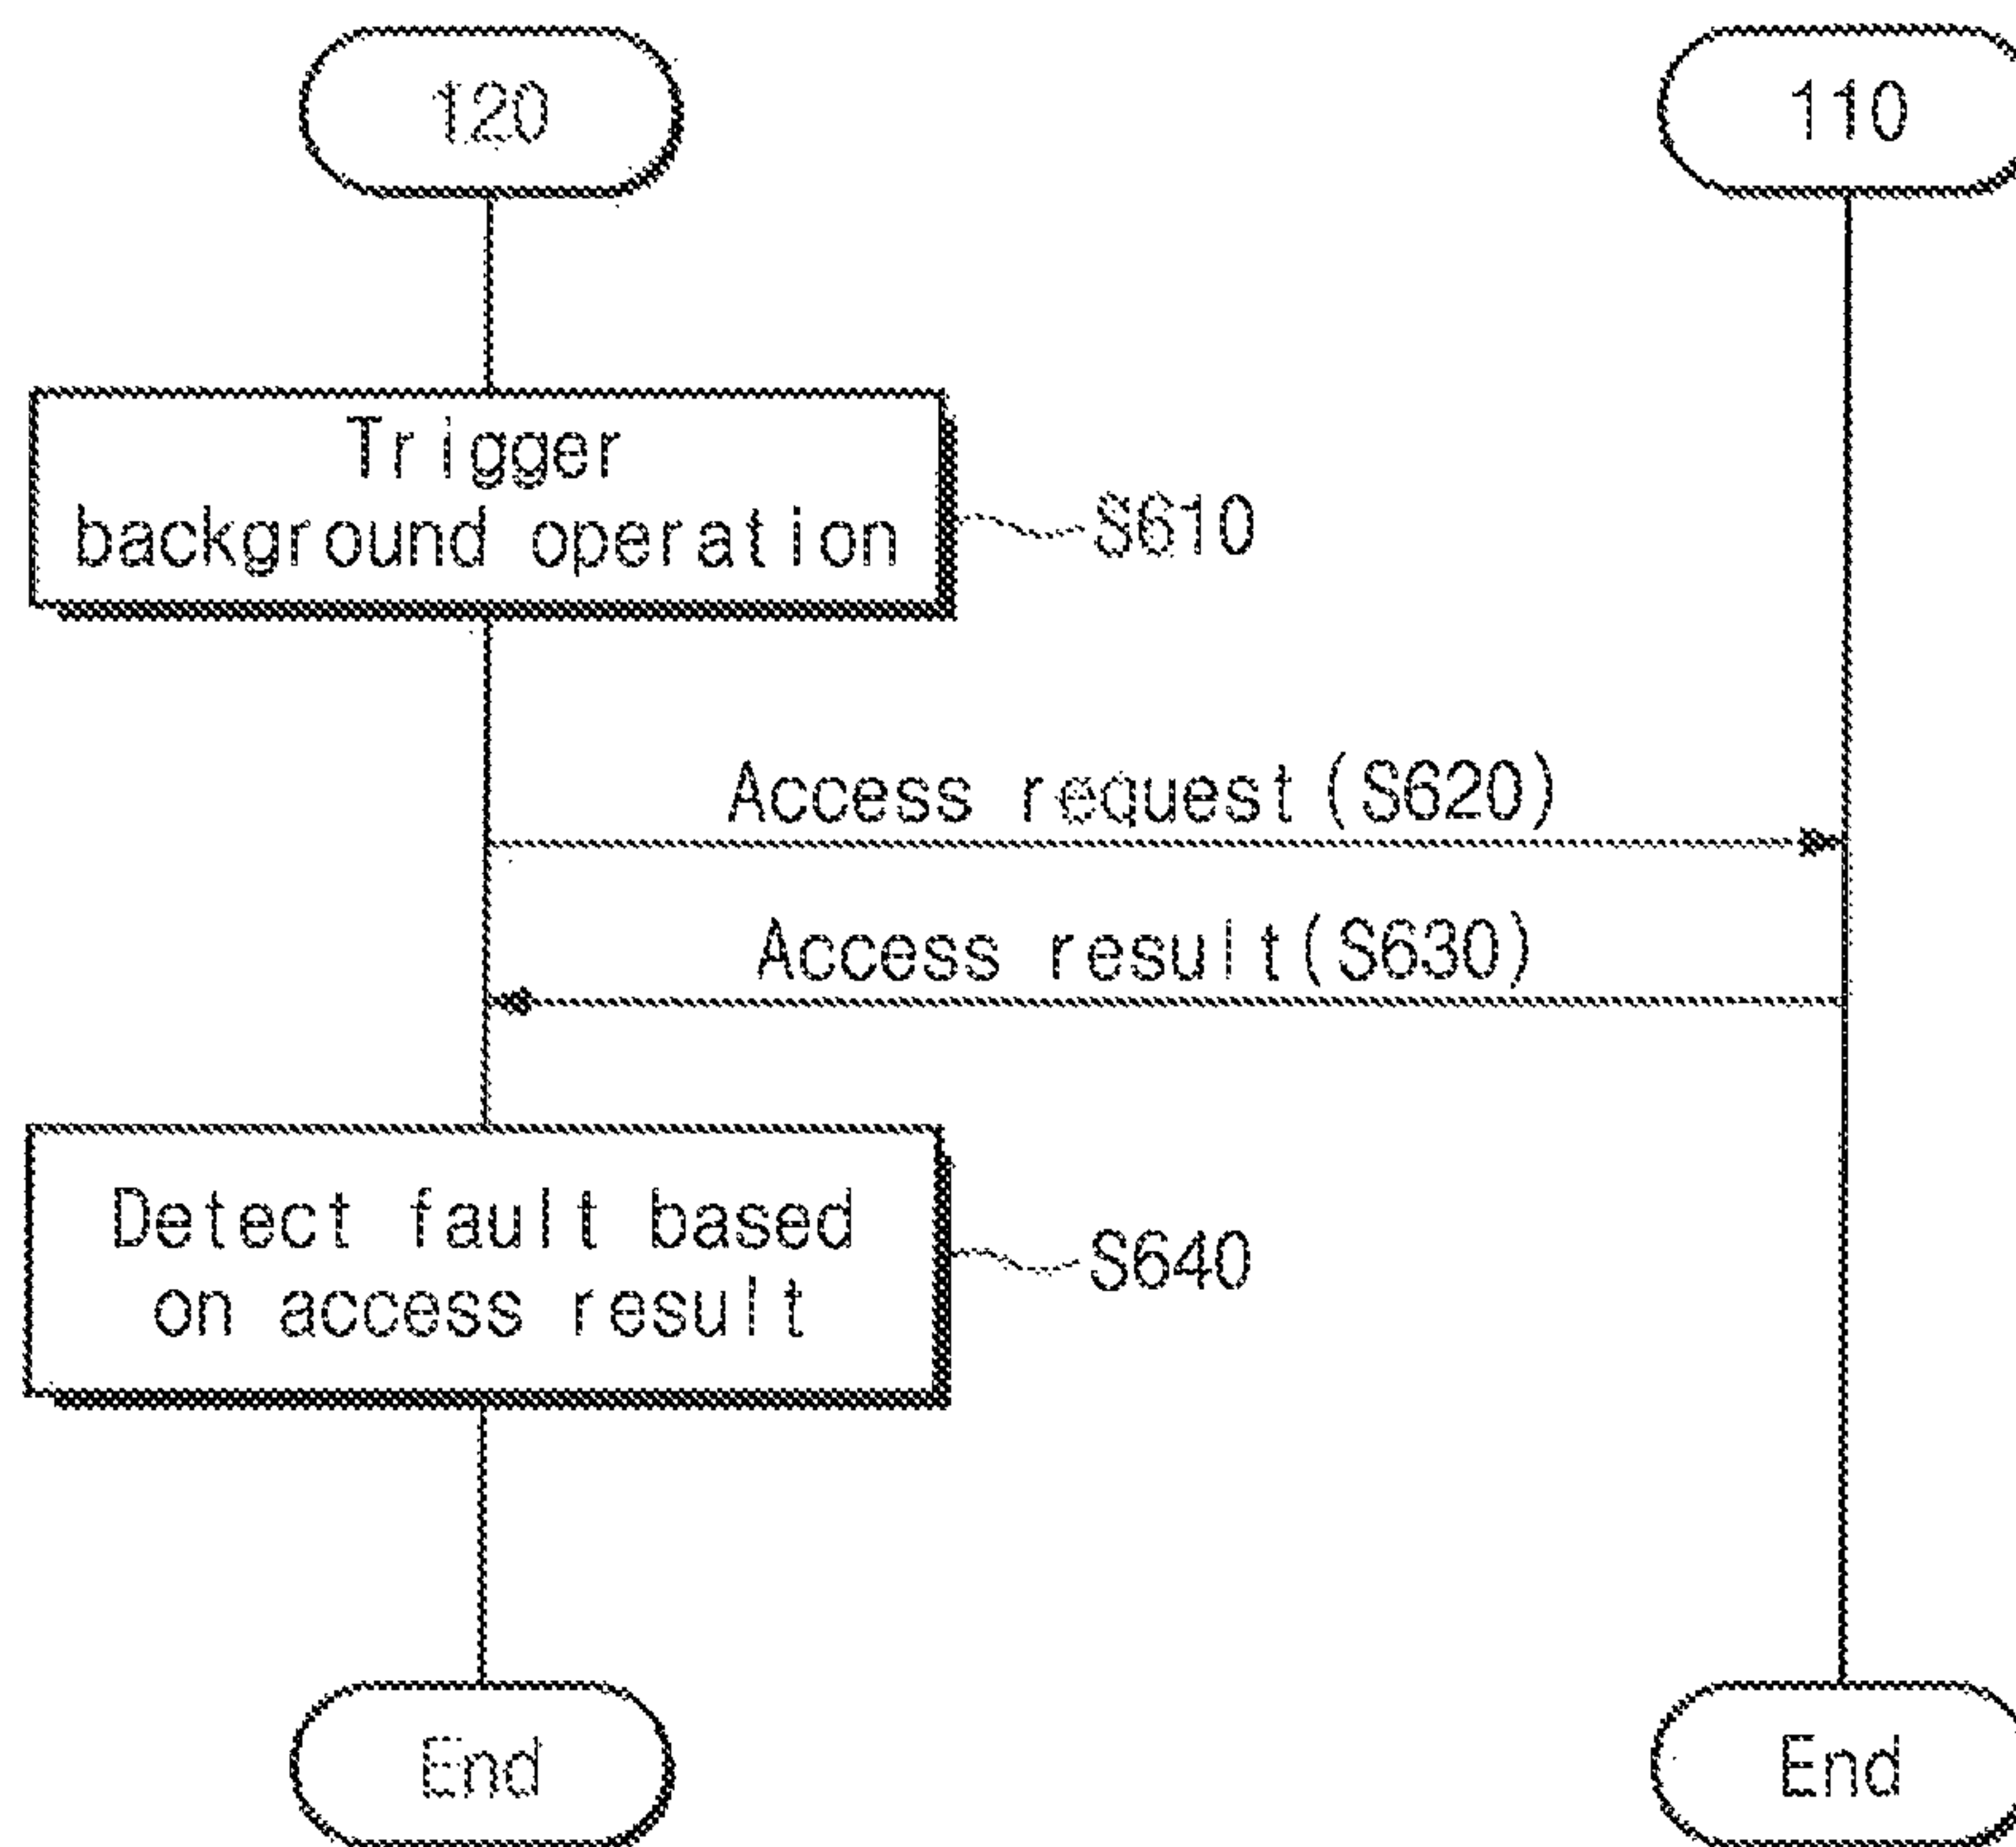 120
110
Trigger
background operation
S610
Access request(S620)
Access result(S630)
Detect fault based
on access result
S640
End
End